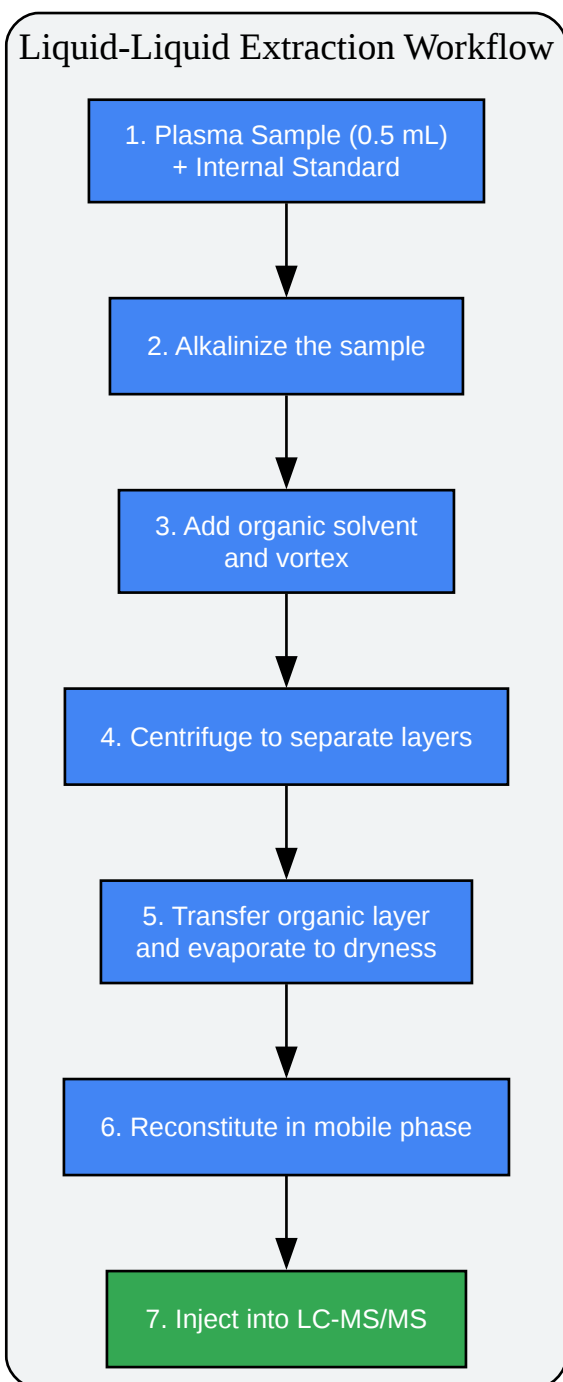 Liquid-Liquid Extraction Workflow
1. Plasma Sample (0.5 mL)
+ Internal Standard
2. Alkalinize the sample
3. Add organic solvent
and vortex
4. Centrifuge to separate layers
5. Transfer organic layer
and evaporate to dryness
6. Reconstitute in mobile phase
7. Inject into LC-MS/MS